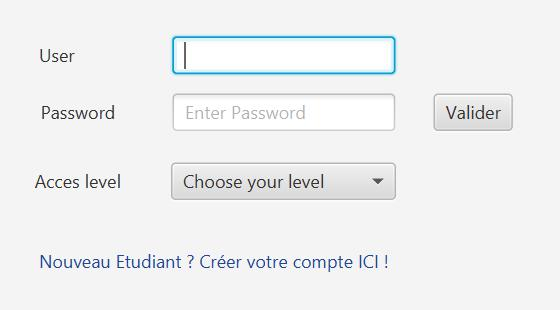 User
Password Enter Password Valider
Acces level Choose your level
Nouveau Etudiant ? Créer votre compte ICI !